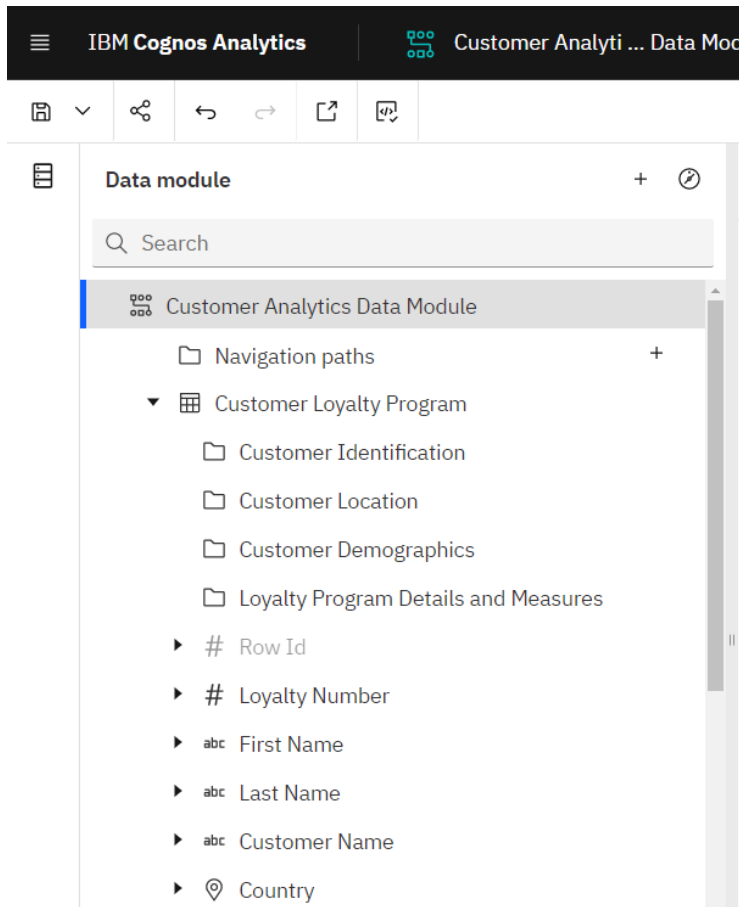 IBM Cognos Analytics
Customer Analyti ... Data Mod
Data module
Search
Customer Analytics Data Module
Navigation paths
Customer Loyalty Program
Customer Identification
Customer Location
Customer Demographics
Loyalty Program Details and Measures
# Row Id
# Loyalty Number
abc First Name
abc Last Name
abc Customer Name
Country